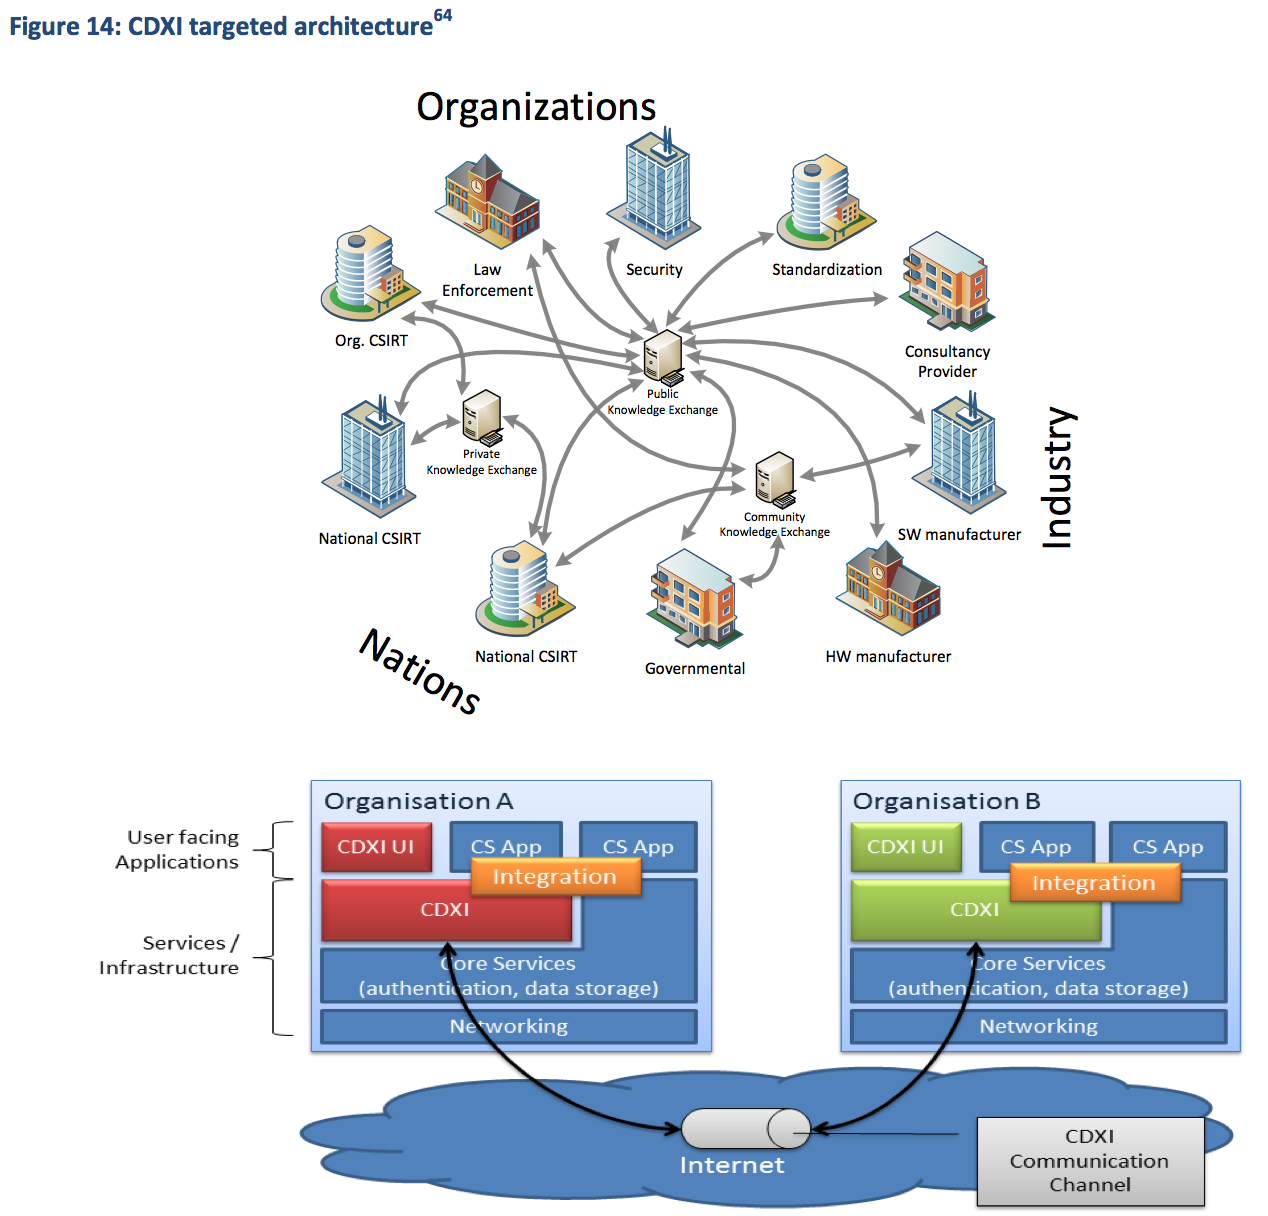 Figure 14: CDXI targeted architecture64
Organizations
Law
Enforcement
Security
Standardization
Org. CSIRT
Consultancy
Provider
Public
Knowledge Exchange
Private
Knowledge Exchange
National CSIRT
Community
Knowledge Exchange
SW manufacturer
Industry
National CSIRT
Governmental
HW manufacturer
Nations
User facing
Applications
Services /
Infrastructure
Organisation A
CDXI UI
CS App
CS App
Integration
CDXI
Core Services
(authentication, data storage)
Networking
Organisation B
CDXI UI
CS App
CS App
Integration
CDXI
Core Services
(authentication, data storage)
Networking
Internet
CDXI
Communication
Channel